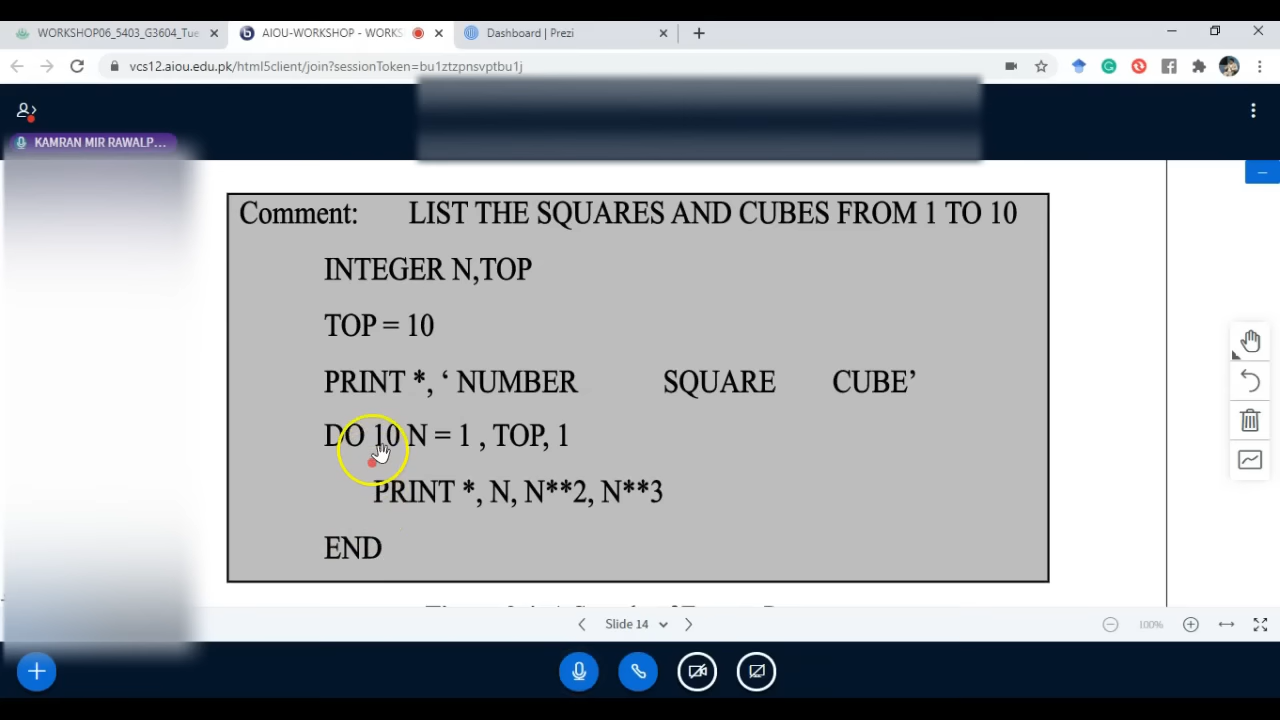 WORKSHOP06_5403_G3604_Tue
AIOU-WORKSHOP - WORKS
Dashboard | Prezi
vcs12.aiou.edu.pk/html5client/join?sessionToken=bu1ztzpnsvptbu1j
KAMRAN MIR RAWALP...
Comment: LIST THE SQUARES AND CUBES FROM 1 TO 10
INTEGER N,TOP
TOP = 10
PRINT *, ‘ NUMBER SQUARE CUBE’
DO 10 N = 1 , TOP, 1
PRINT *, N, N**2, N**3
END
Slide 14
100%